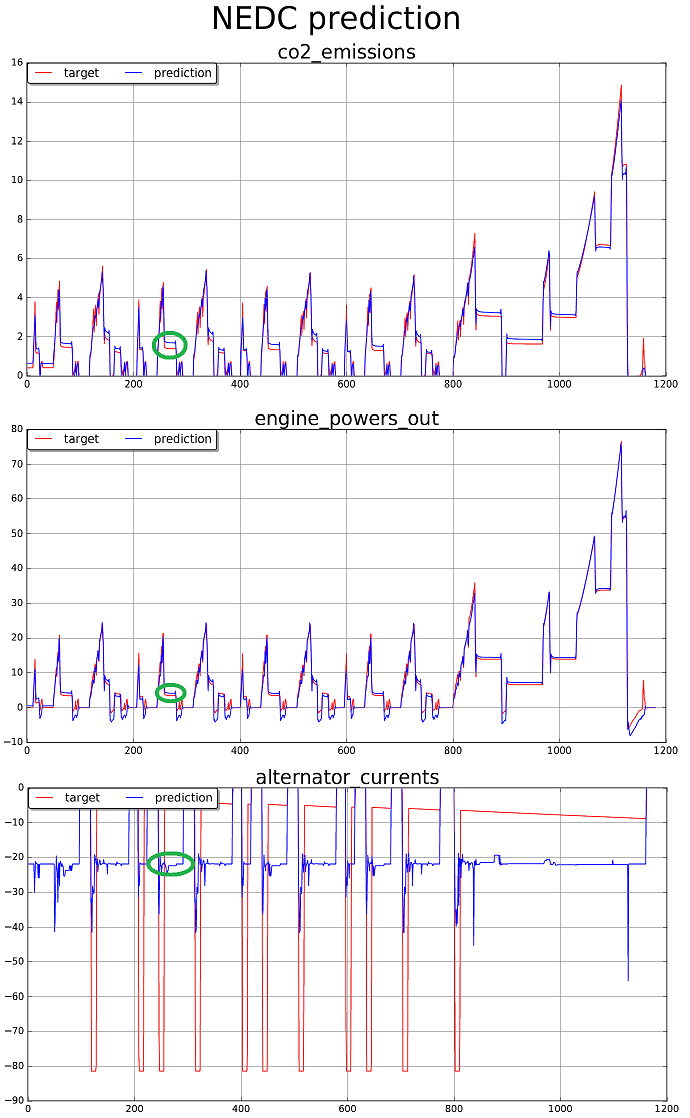 NEDC prediction
co2_emissions
target prediction
16
14
12
10
8
6
4
2
0
0 200 400 600 800 1000 1200
engine_powers_out
target prediction
80
70
60
50
40
30
20
10
0
−10
0 200 400 600 800 1000 1200
alternator_currents
target prediction
0
−10
−20
−30
−40
−50
−60
−70
−80
−90
0 200 400 600 800 1000 1200